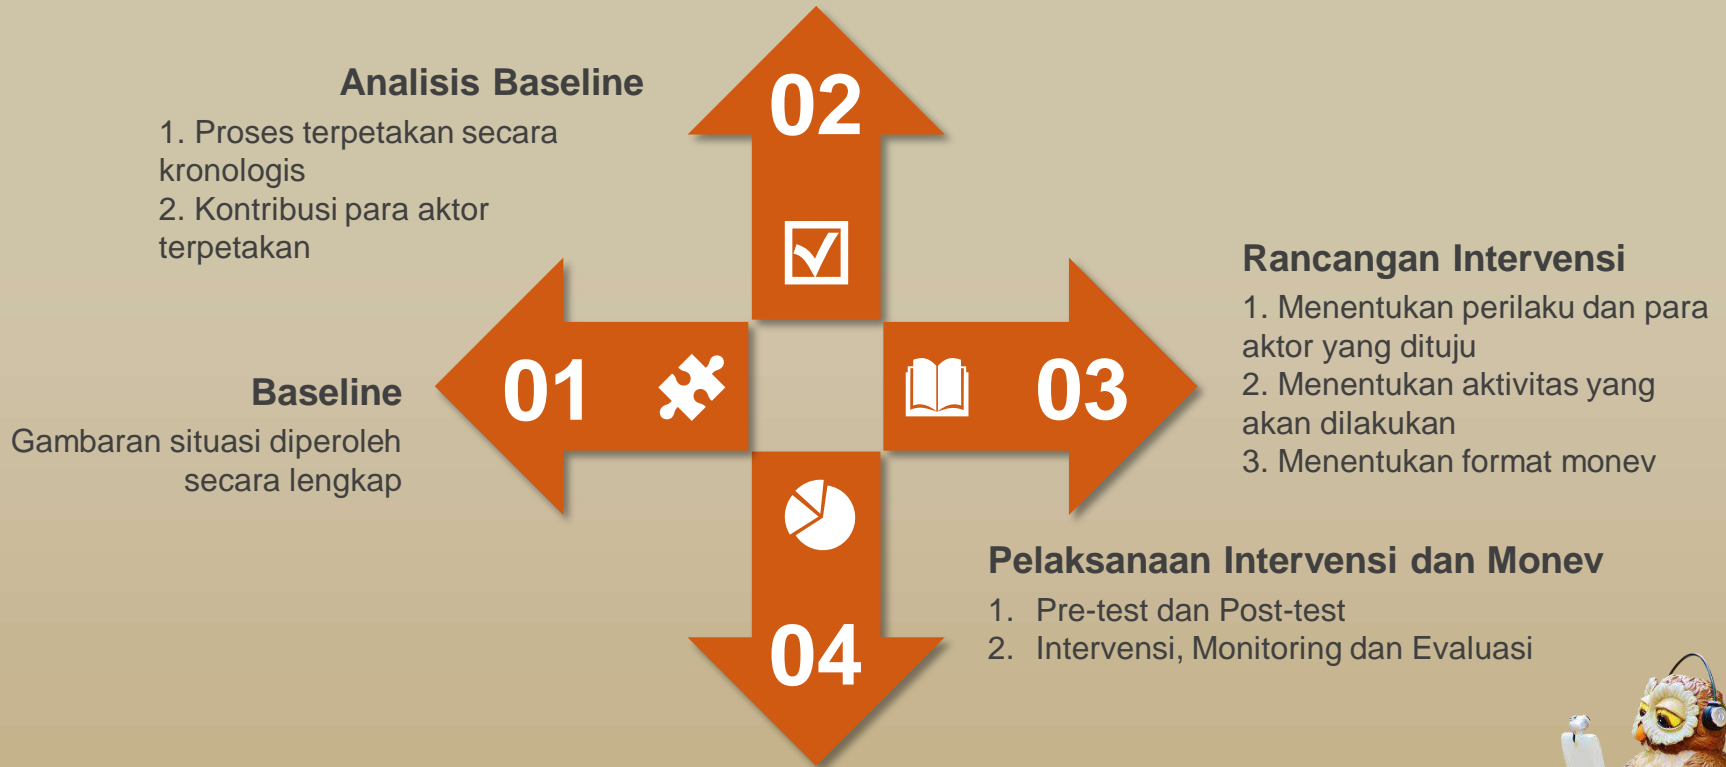 Analisis Baseline
1. Proses terpetakan secara
kronologis
2. Kontribusi para aktor
terpetakan
02
Baseline
Gambaran situasi diperoleh
secara lengkap
01
03
Rancangan Intervensi
1. Menentukan perilaku dan para
aktor yang dituju
2. Menentukan aktivitas yang
akan dilakukan
3. Menentukan format monev
04
Pelaksanaan Intervensi dan Monev
1. Pre-test dan Post-test
2. Intervensi, Monitoring dan Evaluasi